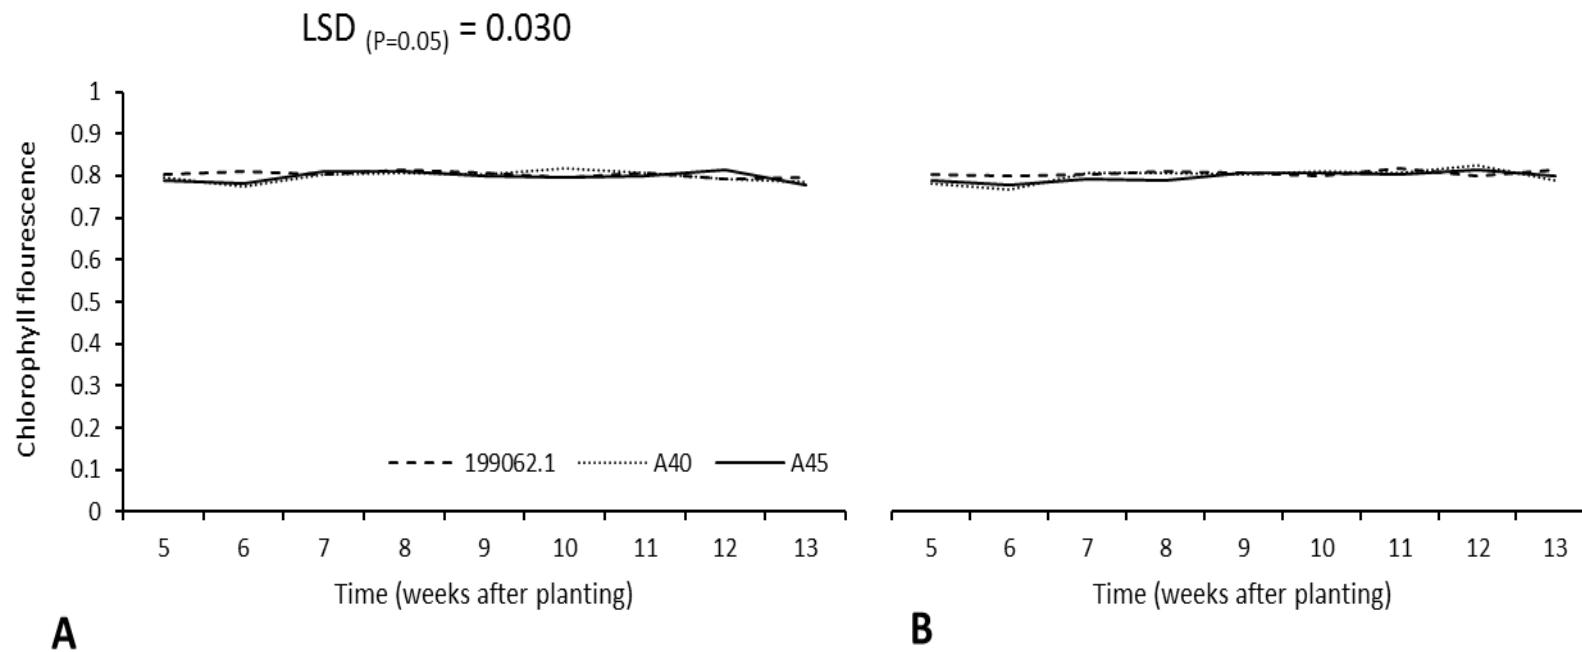 LSD (P=0.05) = 0.030
Chlorophyll flourescence
1
0.9
0.8
0.7
0.6
0.5
0.4
0.3
0.2
0.1
0
199062.1 A40 A45
5 6 7 8 9 10 11 12 13
Time (weeks after planting)
A
5 6 7 8 9 10 11 12 13
Time (weeks after planting)
B